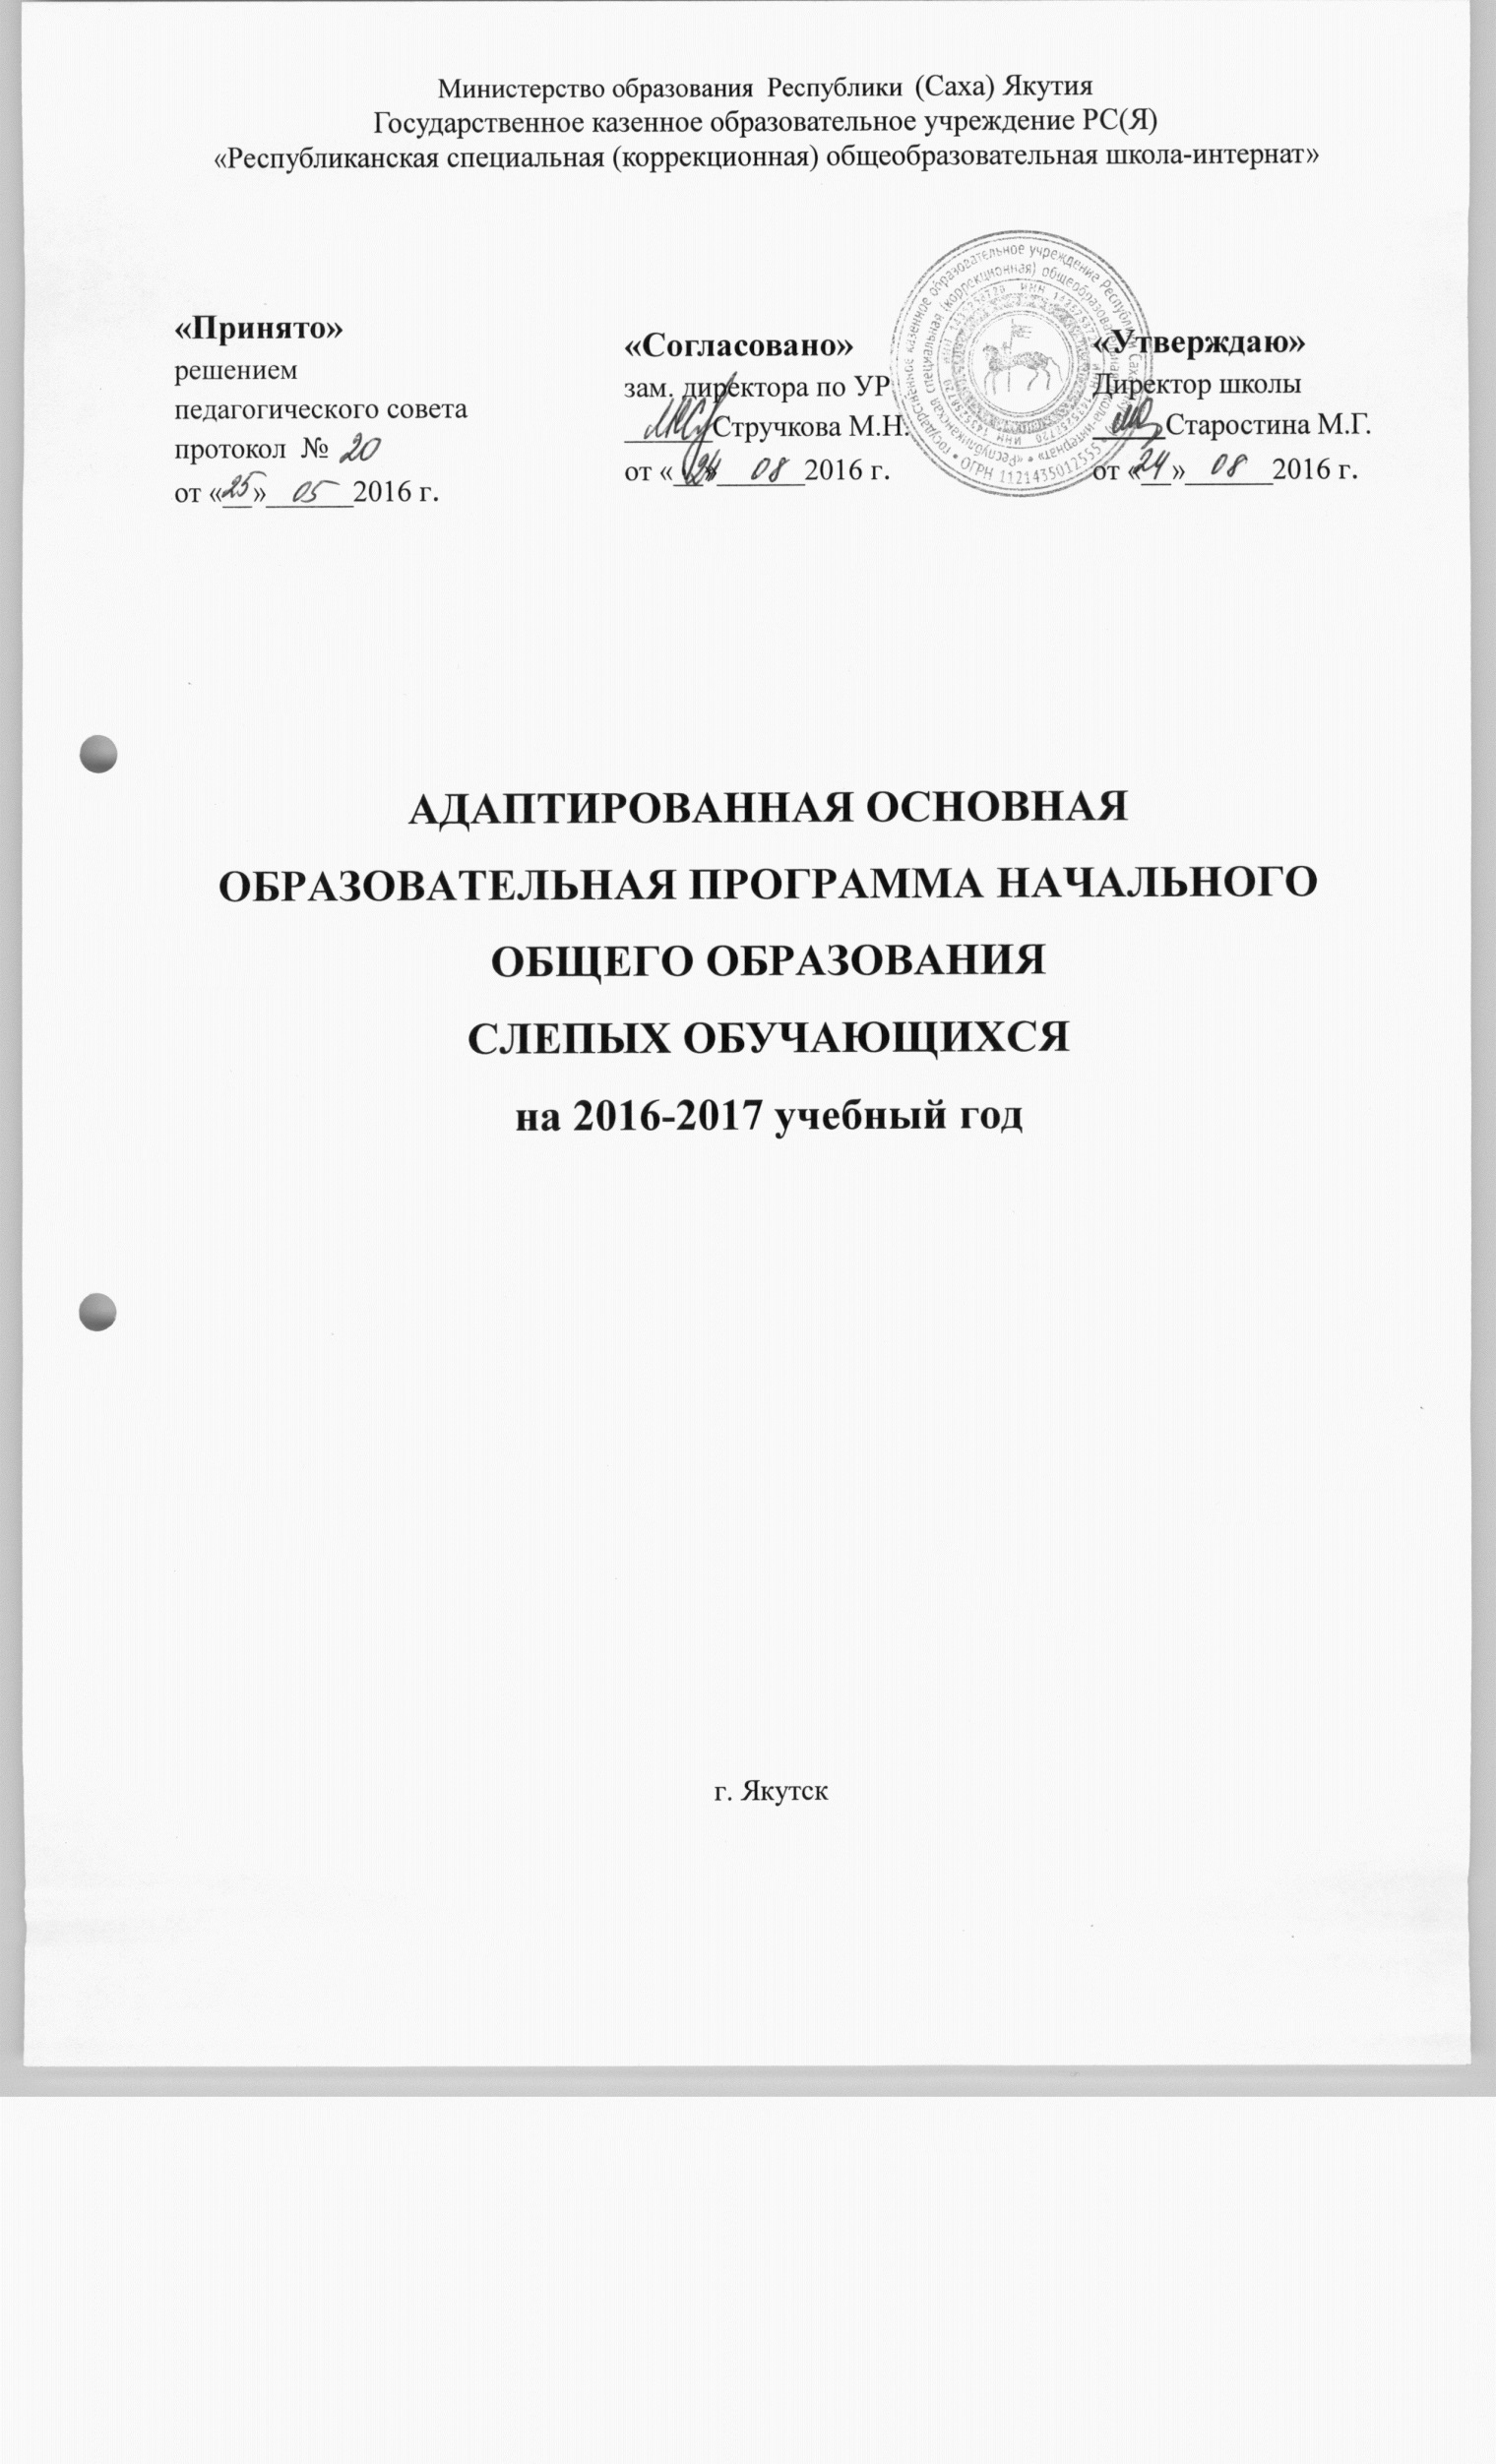 Министерство образования Республики (Саха) Якутия
Государственное казенное образовательное учреждение РС(Я)
«Республиканская специальная (коррекционная) общеобразовательная школа-интернат»
«Принято»
решением
педагогического совета
протокол № 20
от «25» 05 2016 г.
«Согласовано»
зам. директора по УР
Стручкова М.Н.
от «24» 08 2016 г.
«Утверждаю»
Директор школы
Старостина М.Г.
от «24» 08 2016 г.
ОГРН 1121435012555
АДАПТИРОВАННАЯ ОСНОВНАЯ
ОБРАЗОВАТЕЛЬНАЯ ПРОГРАММА НАЧАЛЬНОГО
ОБЩЕГО ОБРАЗОВАНИЯ
СЛЕПЫХ ОБУЧАЮЩИХСЯ
на 2016-2017 учебный год
г. Якутск